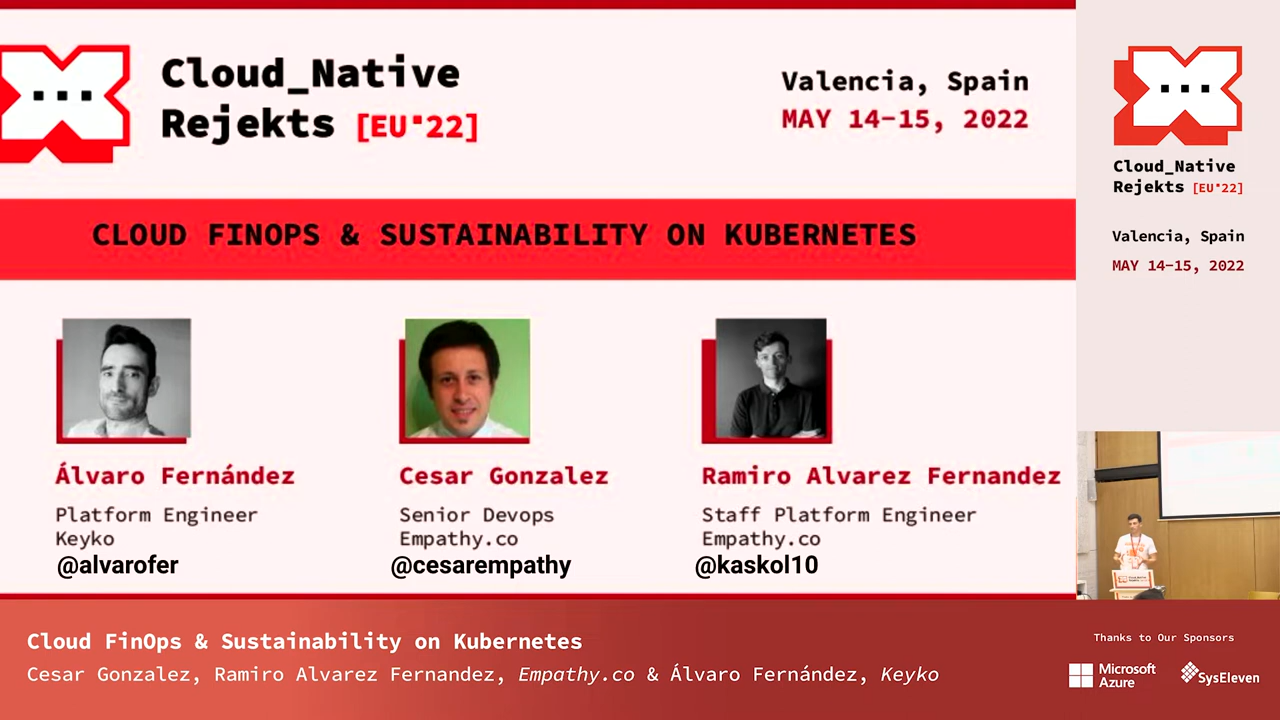 Cloud_Native
Rejekts [EU'22]
Valencia, Spain
MAY 14-15, 2022
CLOUD FINOPS & SUSTAINABILITY ON KUBERNETES
Álvaro Fernández
Platform Engineer
Keyko
@alvarofer
Cesar Gonzalez
Senior Devops
Empathy.co
@cesarempathy
Ramiro Alvarez Fernandez
Staff Platform Engineer
Empathy.co
@kaskol10
Cloud_Native
Rejekts [EU'22]
Valencia, Spain
MAY 14-15, 2022
Cloud_Native
Rejekts
Cloud FinOps & Sustainability on Kubernetes
Cesar Gonzalez, Ramiro Alvarez Fernandez, Empathy.co & Álvaro Fernández, Keyko
Thanks to Our Sponsors
Microsoft
Azure
SysEleven